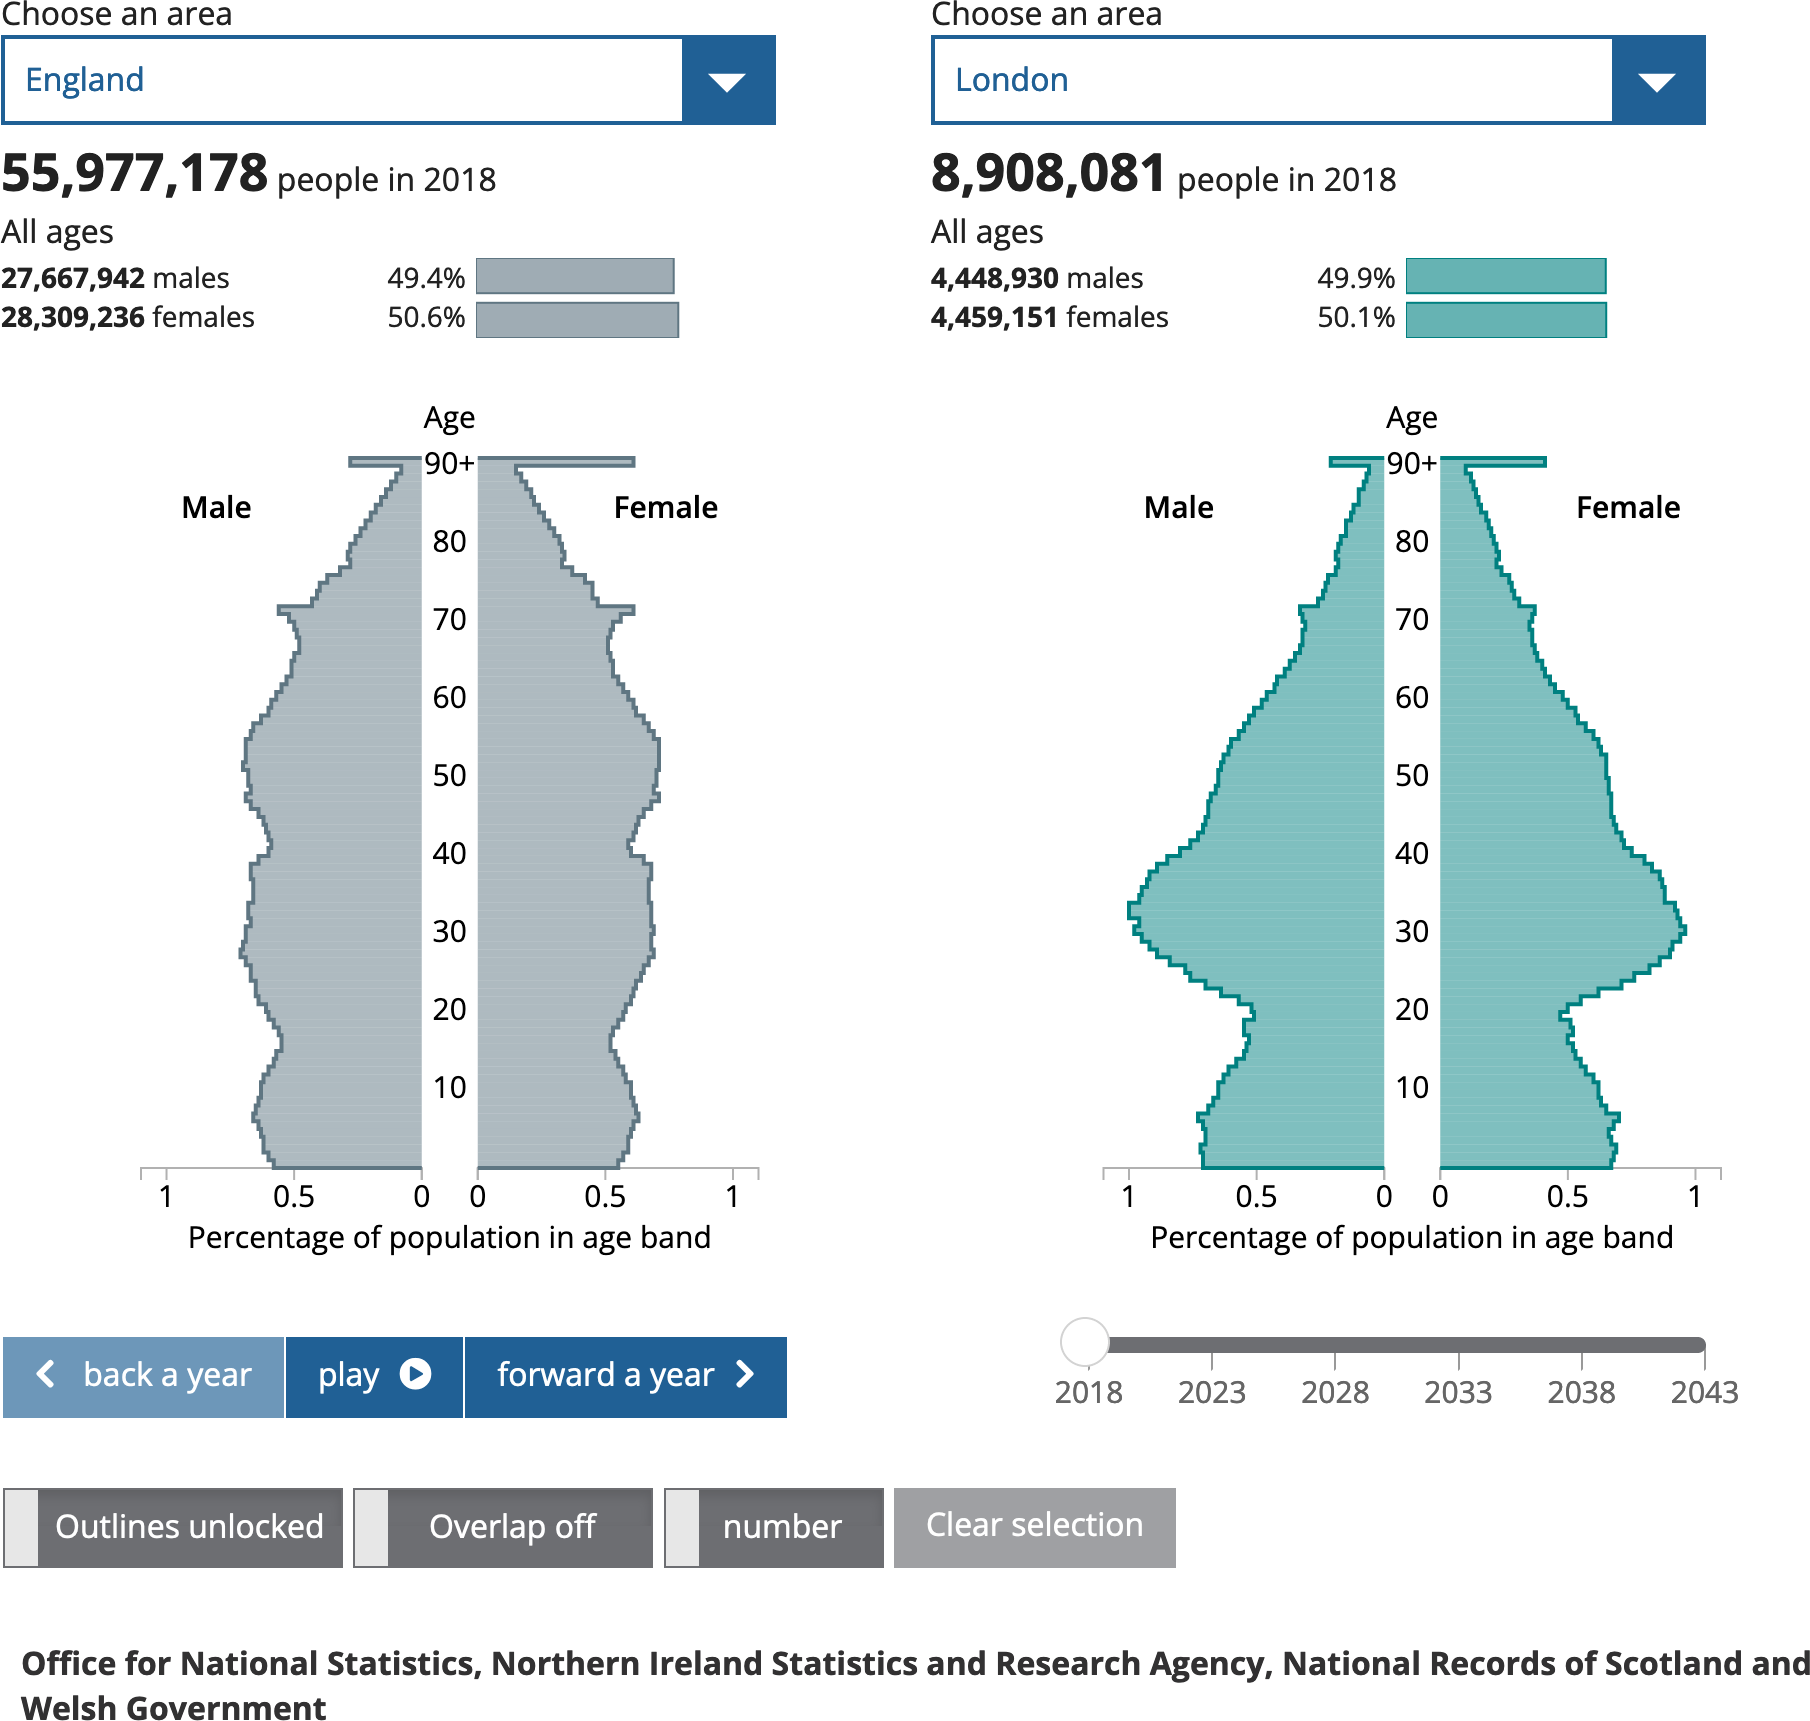 Choose an area
England
55,977,178 people in 2018
All ages
27,667,942 males 49.4%
28,309,236 females 50.6%
Age
90+
Male
Female
80
70
60
50
40
30
20
10
1 0.5 0 0 0.5 1
Percentage of population in age band
Choose an area
London
8,908,081 people in 2018
All ages
4,448,930 males 49.9%
4,459,151 females 50.1%
Age
90+
Male
Female
80
70
60
50
40
30
20
10
1 0.5 0 0 0.5 1
Percentage of population in age band
back a year
play
forward a year
2018 2023 2028 2033 2038 2043
Outlines unlocked
Overlap off
number
Clear selection
Office for National Statistics, Northern Ireland Statistics and Research Agency, National Records of Scotland and
Welsh Government